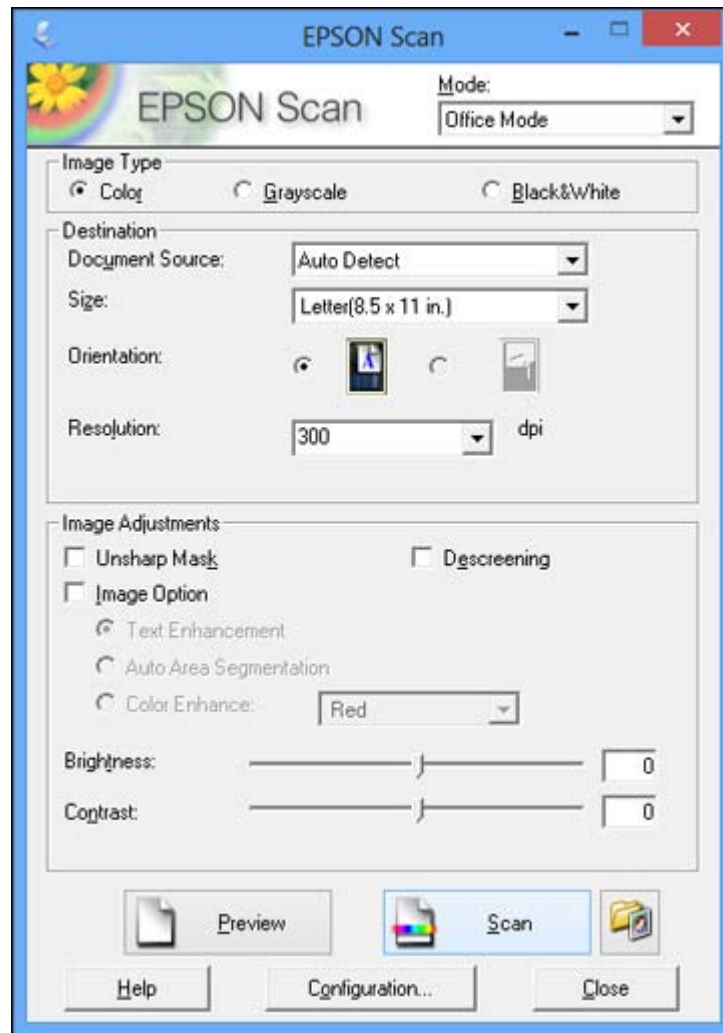 EPSON Scan
EPSON Scan
Mode:
Office Mode
Image Type
Color
Grayscale
Black&White
Destination
Document Source:
Auto Detect
Size:
Letter(8.5 x 11 in.)
Orientation:
A
Resolution:
300
dpi
Image Adjustments
Unsharp Mask
Descreening
Image Option
Text Enhancement
Auto Area Segmentation
Color Enhance:
Red
Brightness:
0
Contrast:
0
Preview
Scan
Help
Configuration...
Close